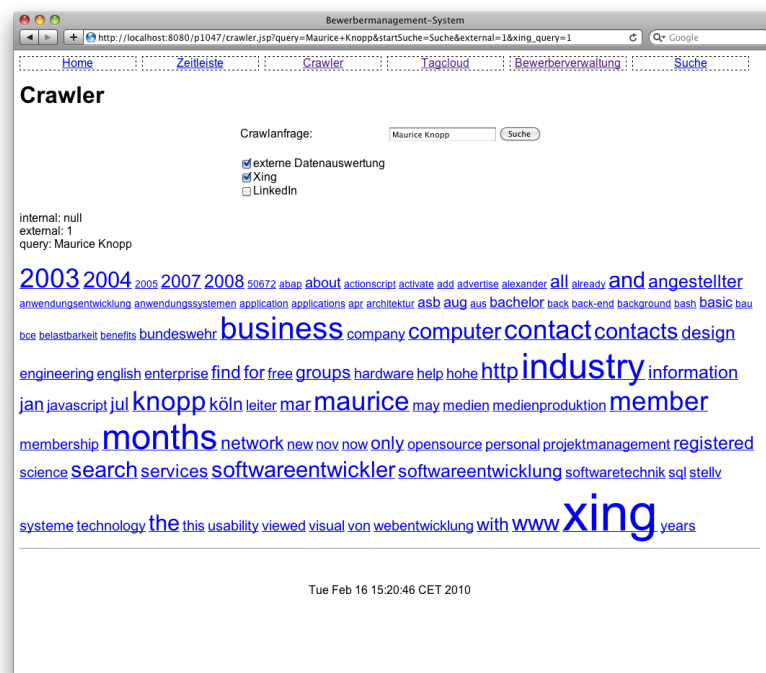 Bewerbermanagement-System
http://localhost:8080/p1047/crawler.jsp?query=Maurice+Knopp&startSuche=Suche&external=1&xing_query=1 Google
Home Zeitleiste Crawler Tagcloud Bewerberverwaltung Suche
Crawler
Crawlanfrage: Maurice Knopp Suche
externe Datenauswertung
Xing
LinkedIn
internal: null
external: 1
query: Maurice Knopp
2003 2004 2005 2007 2008 50672 abap about actionscript activate add advertise alexander all already and angestellter
anwendungsentwicklung anwendungssystemen application applications apr architektur asb aug aus bachelor back back-end background bash basic bau
bce belastbarkeit benefits bundeswehr business company computer contact contacts design
engineering english enterprise find for free groups hardware help hohe http industry information
jan javascript jul knopp köln leiter mar maurice may medien medienproduktion member
membership months network new nov now only opensource personal projektmanagement registered
science search services softwareentwickler softwareentwicklung softwaretechnik sql stellv
systeme technology the this usability viewed visual von webentwicklung with www xing years
Tue Feb 16 15:20:46 CET 2010